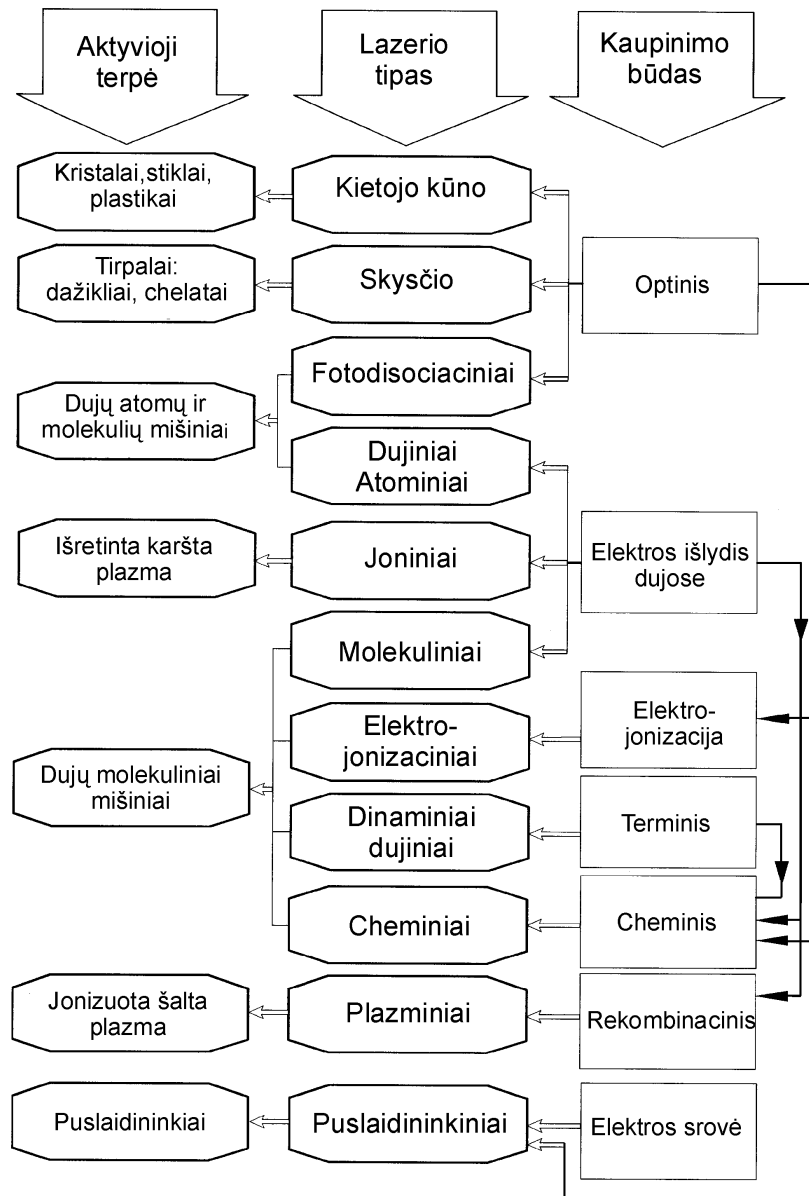 Aktyvioji
terpė
Lazerio
tipas
Kaupinimo
būdas
Kristalai,stiklai,
plastikai
Kietojo kūno
Optinis
Tirpalai:
dažikliai, chelatai
Skysčio
Fotodisociaciniai
Dujų atomų ir
molekulių mišiniai
Dujiniai
Atominiai
Išretinta karšta
plazma
Joniniai
Elektros išlydis
dujose
Molekuliniai
Elektro-
jonizaciniai
Elektro-
jonizacija
Dujų molekuliniai
mišiniai
Dinaminiai
dujiniai
Terminis
Cheminiai
Cheminis
Jonizuota šalta
plazma
Plazminiai
Rekombinacinis
Puslaidininkiai
Puslaidininkiniai
Elektros srovė